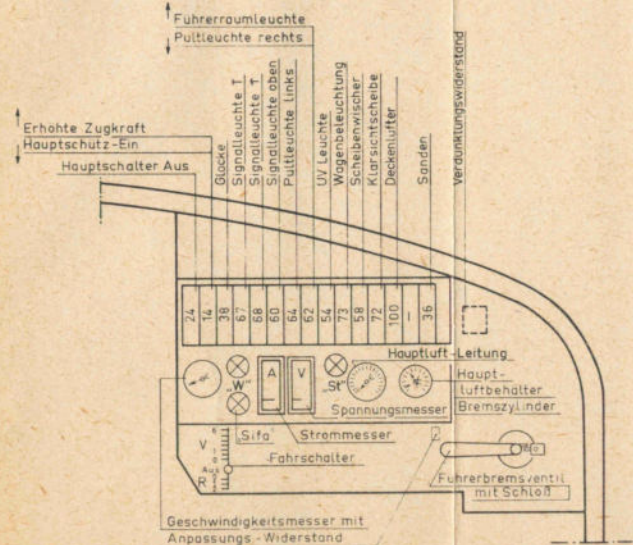 Führerraumleuchte
Pultleuchte rechts
Erhöhte Zugkraft
Hauptschütz-Ein
Hauptschalter Aus
Glocke
Signalleuchte T
Signalleuchte T
Signalleuchte oben
Pultleuchte links
UV Leuchte
Wagenbeleuchtung
Scheibenwischer
Klarsichtscheibe
Deckenlüfter
Sanden
Verdunklungswiderstand
24 14 38 67 68 60 64 62 54 73 58 72 100 I 36
Hauptluft-Leitung
"W" A V "St"
Haupt-
luftbehälter
Bremszylinder
Spannungsmesser
Sifa
Strommesser
V
0
Aus
R
Fahrschalter
Führerbremsventil
mit Schloß
Geschwindigkeitsmesser mit
Anpassungs-Widerstand